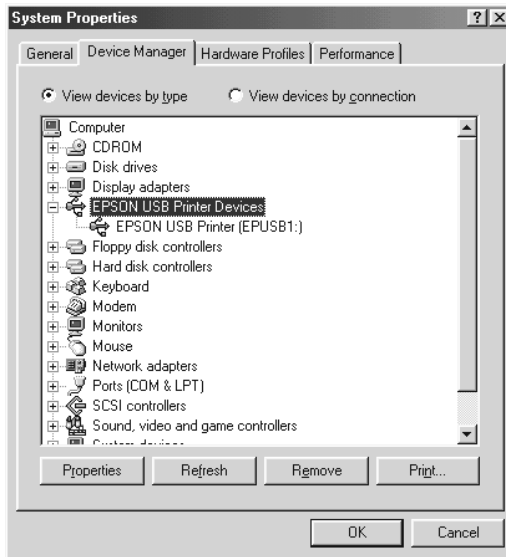 System Properties
General Device Manager Hardware Profiles Performance
View devices by type View devices by connection
Computer
CDROM
Disk drives
Display adapters
EPSON USB Printer Devices
EPSON USB Printer (EPUSB1:)
Floppy disk controllers
Hard disk controllers
Keyboard
Modem
Monitors
Mouse
Network adapters
Ports (COM & LPT)
SCSI controllers
Sound, video and game controllers
Properties Refresh Remove Print...
OK Cancel